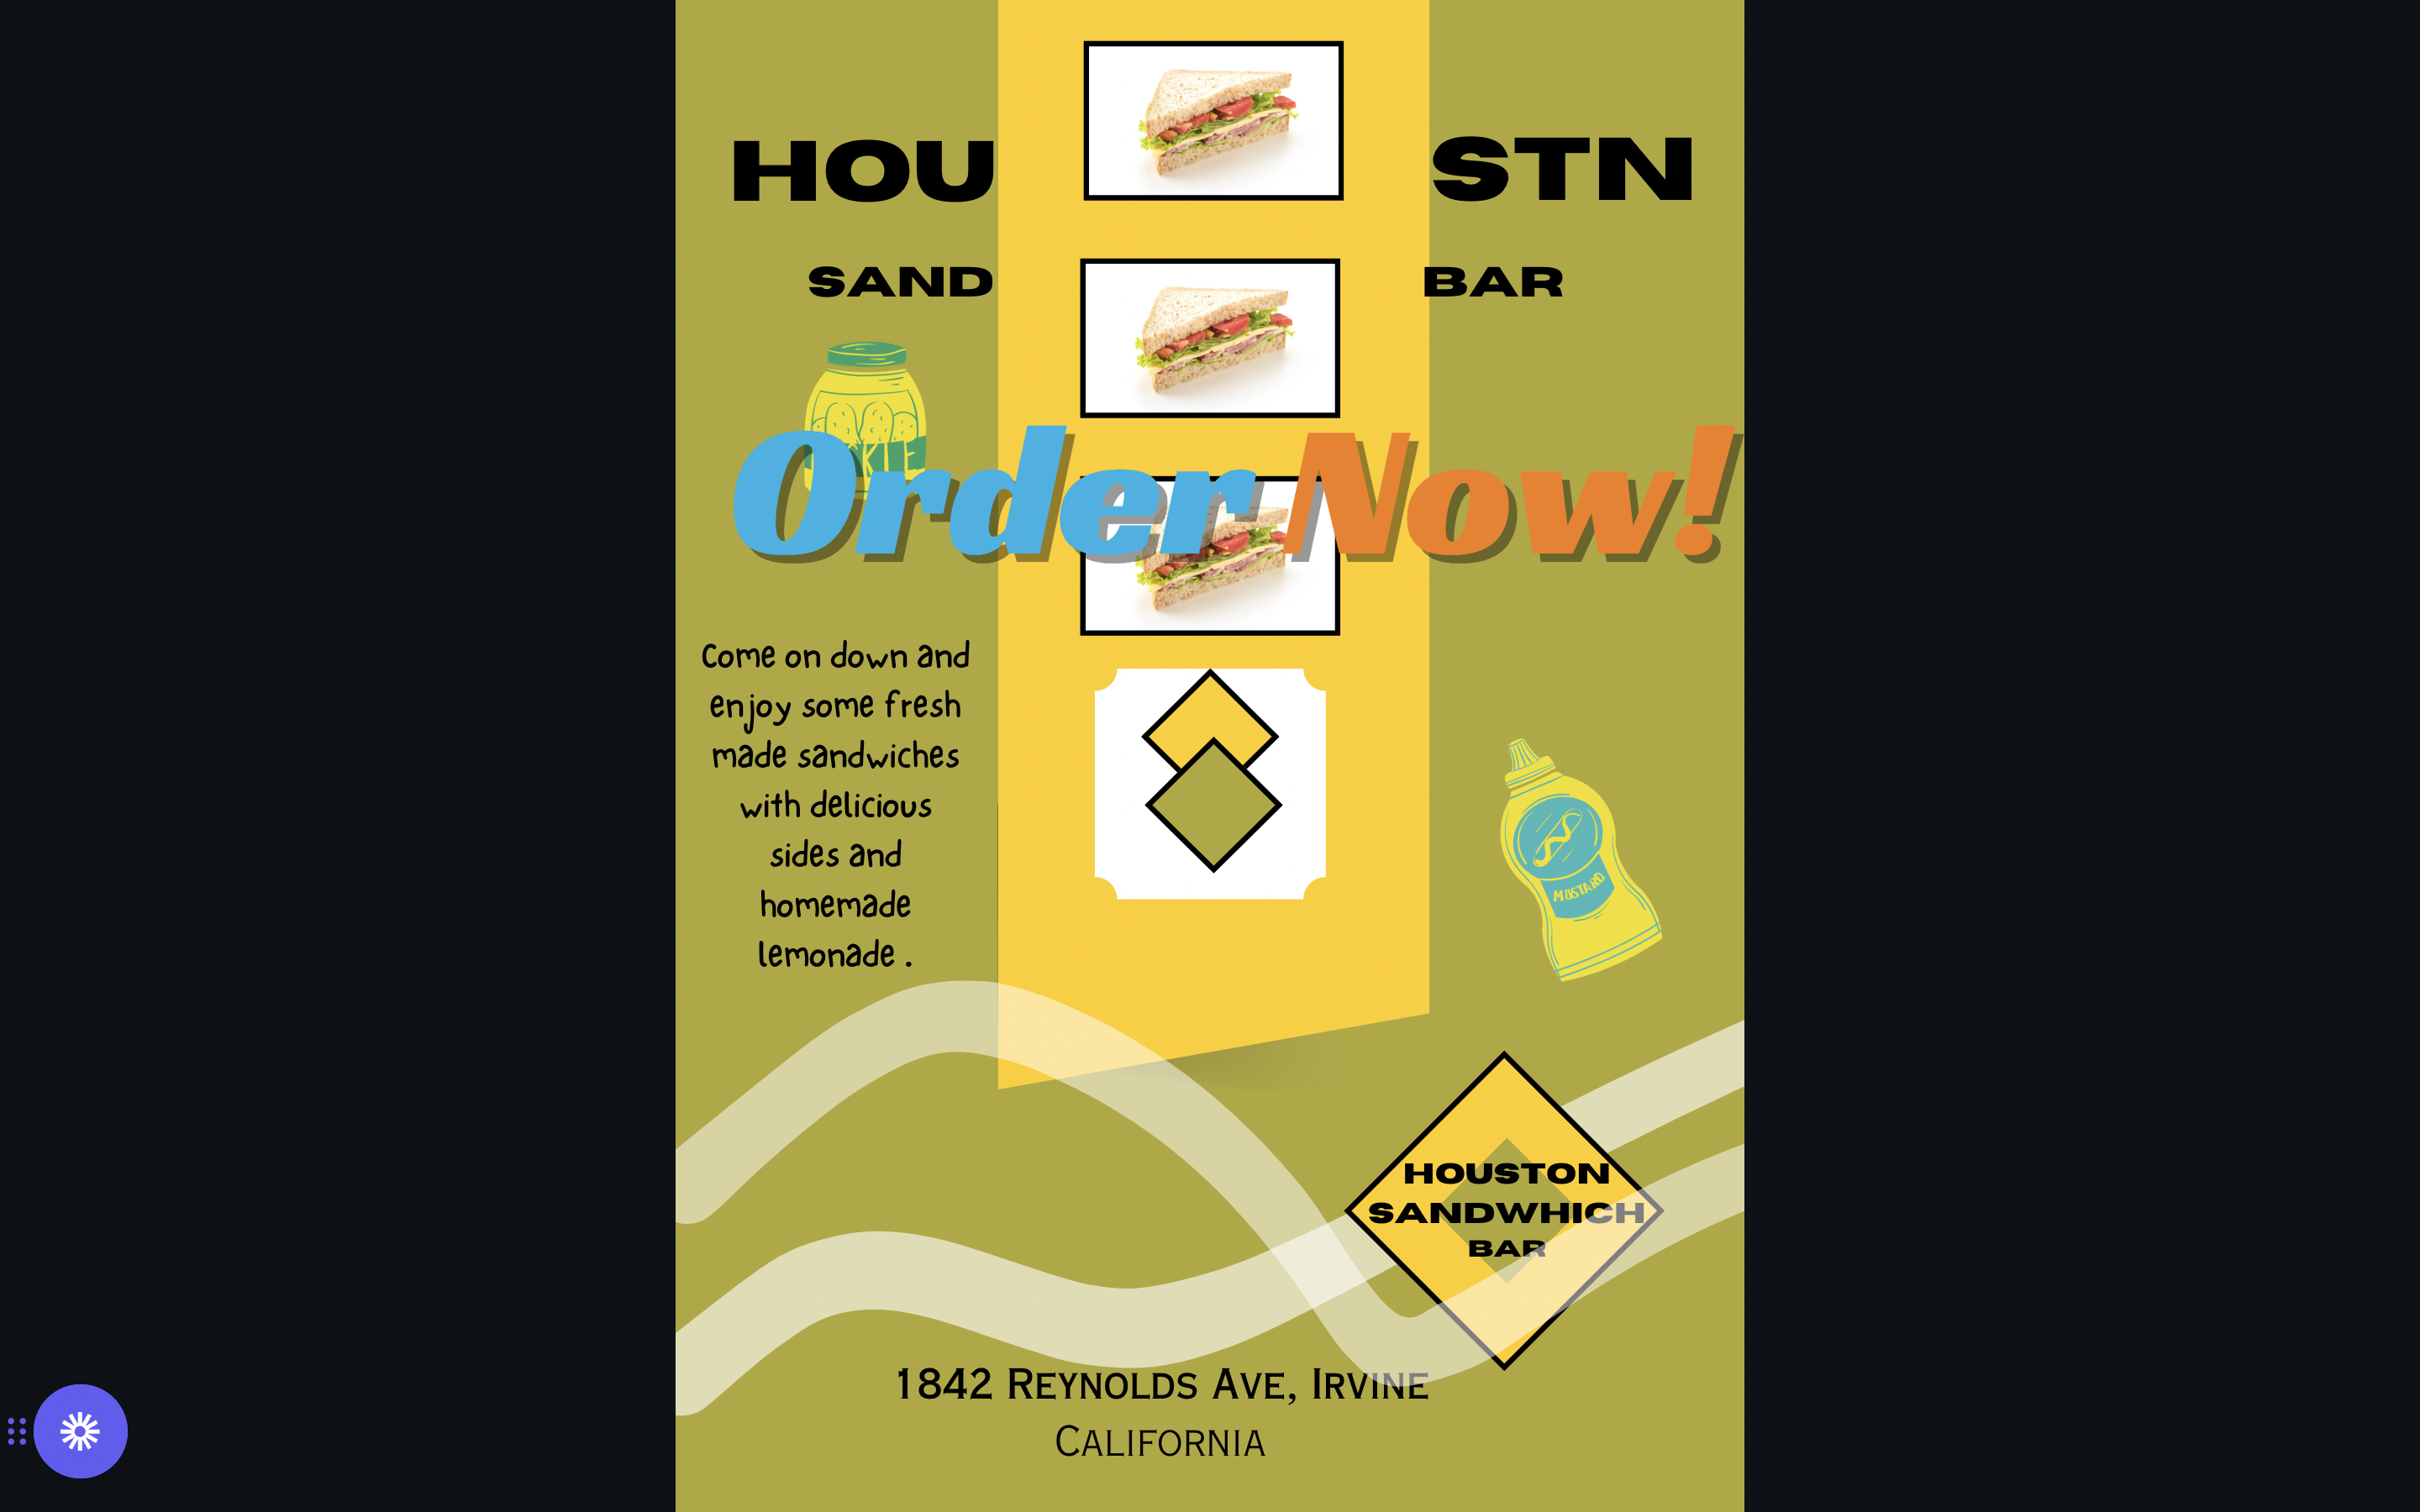 HOU STN
SAND BAR
Order Now!
Come on down and
enjoy some fresh
made sandwiches
with delicious
sides and
homemade
lemonade .
MUSTARD
HOUSTON
SANDWHICH
BAR
1842 Reynolds Ave, Irvine
California